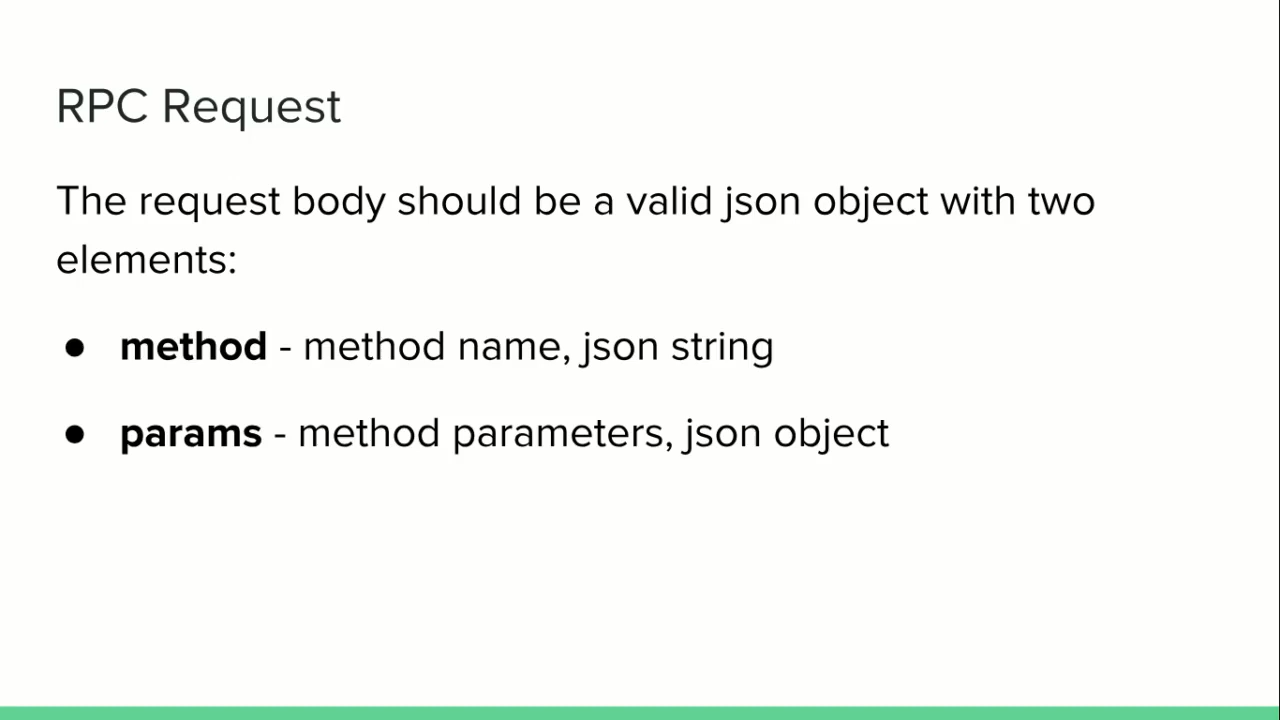 RPC Request
The request body should be a valid json object with two
elements:
● method - method name, json string
● params - method parameters, json object